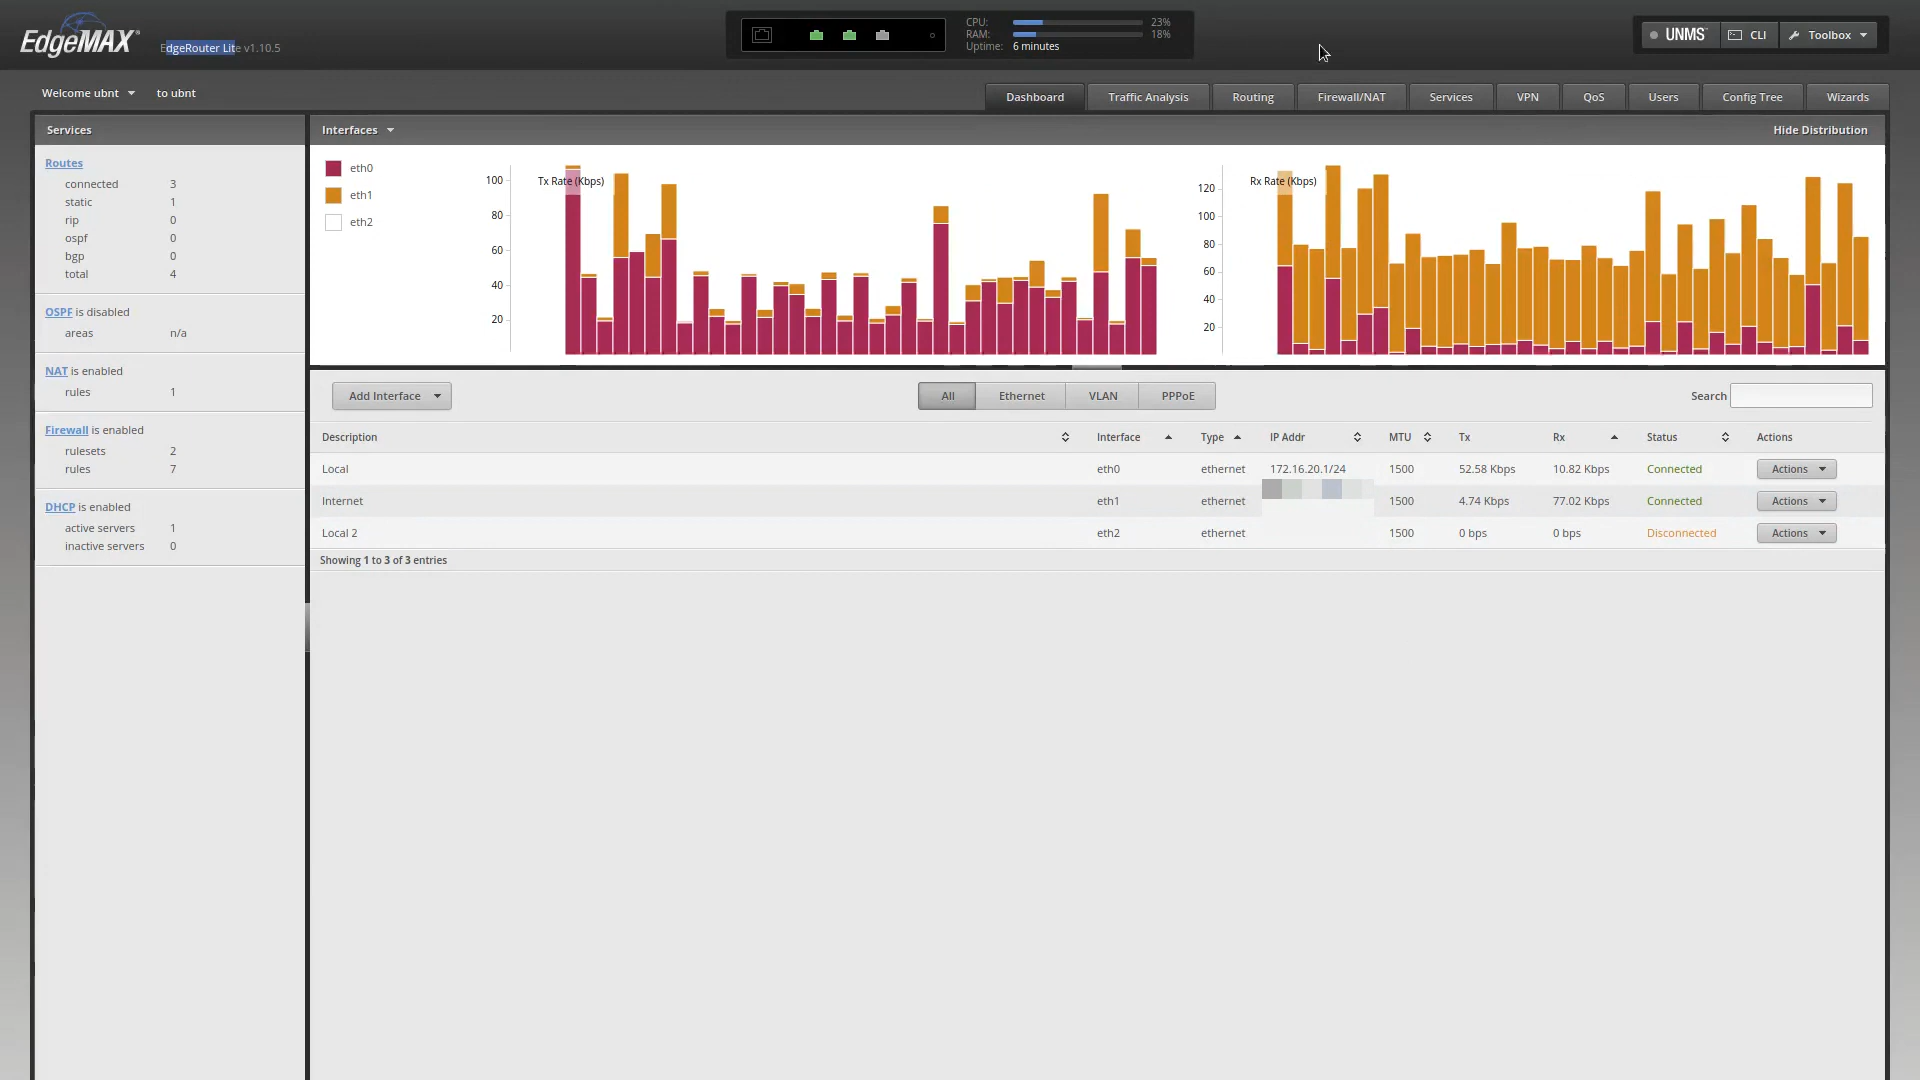 EdgeMAX®
EdgeRouter Lite v1.10.5
CPU: 23%
RAM: 18%
Uptime: 6 minutes
UNMS
CLI
Toolbox
Welcome ubnt to ubnt
Dashboard
Traffic Analysis
Routing
Firewall/NAT
Services
VPN
QoS
Users
Config Tree
Wizards
Services
Routes
connected 3
static 1
rip 0
ospf 0
bgp 0
total 4
OSPF is disabled
areas n/a
NAT is enabled
rules 1
Firewall is enabled
rulesets 2
rules 7
DHCP is enabled
active servers 1
inactive servers 0
Interfaces
Hide Distribution
eth0
eth1
eth2
Tx Rate (Kbps)
100
80
60
40
20
Rx Rate (Kbps)
120
100
80
60
40
20
Add Interface
All
Ethernet
VLAN
PPPoE
Search
Description Interface Type IP Addr MTU Tx Rx Status Actions
Local eth0 ethernet 172.16.20.1/24 1500 52.58 Kbps 10.82 Kbps Connected Actions
Internet eth1 ethernet 1500 4.74 Kbps 77.02 Kbps Connected Actions
Local 2 eth2 ethernet 1500 0 bps 0 bps Disconnected Actions
Showing 1 to 3 of 3 entries